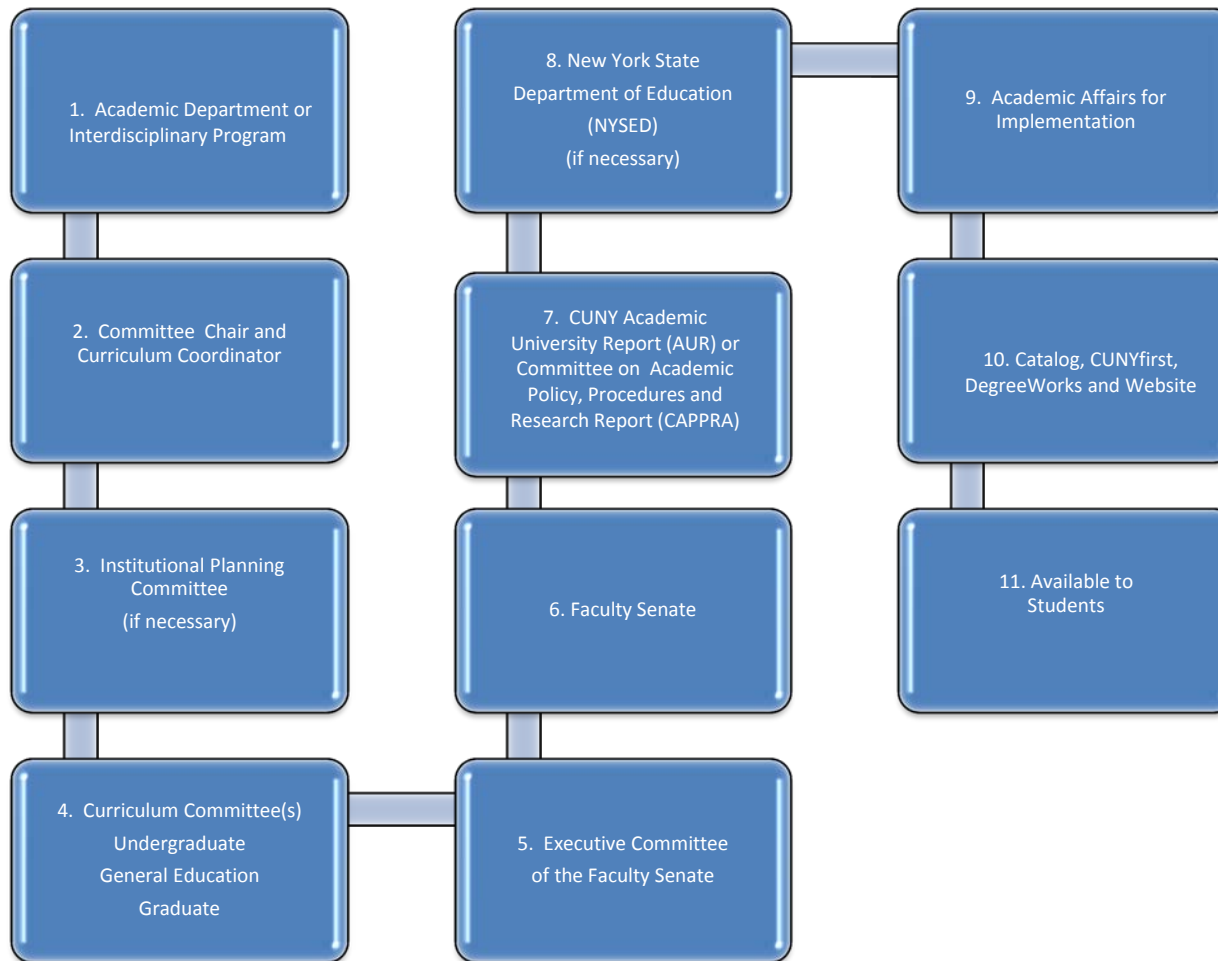 1. Academic Department or
Interdisciplinary Program
2. Committee Chair and
Curriculum Coordinator
3. Institutional Planning
Committee
(if necessary)
4. Curriculum Committee(s)
Undergraduate
General Education
Graduate
5. Executive Committee
of the Faculty Senate
6. Faculty Senate
7. CUNY Academic
University Report (AUR) or
Committee on Academic
Policy, Procedures and
Research Report (CAPPRA)
8. New York State
Department of Education
(NYSED)
(if necessary)
9. Academic Affairs for
Implementation
10. Catalog, CUNYfirst,
DegreeWorks and Website
11. Available to
Students